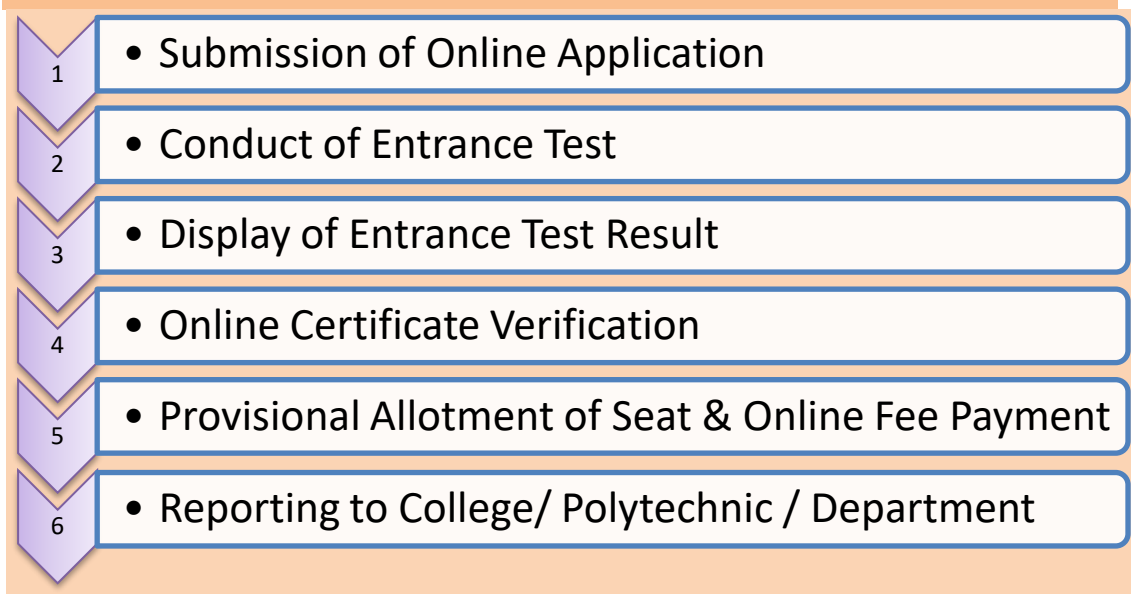 1 • Submission of Online Application
2 • Conduct of Entrance Test
3 • Display of Entrance Test Result
4 • Online Certificate Verification
5 • Provisional Allotment of Seat & Online Fee Payment
6 • Reporting to College/ Polytechnic / Department